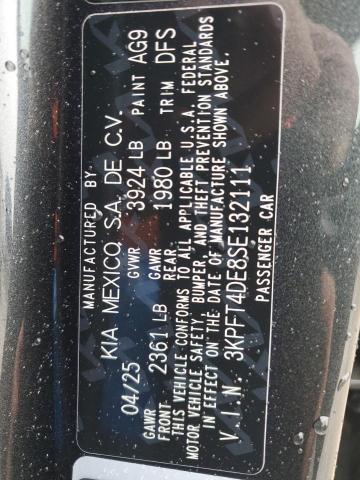 MANUFACTURED BY
KIA MEXICO, S.A. DE C.V.
04/25 GVWR 3924 LB PAINT AG9
GAWR FRONT 2361 LB GAWR REAR 1980 LB TRIM DFS
THIS VEHICLE CONFORMS TO ALL APPLICABLE U.S.A. FEDERAL
MOTOR VEHICLE SAFETY, BUMPER, AND THEFT PREVENTION STANDARDS
IN EFFECT ON THE DATE OF MANUFACTURE SHOWN ABOVE.
V.I.N. 3KPFT4DE8SE132111
PASSENGER CAR